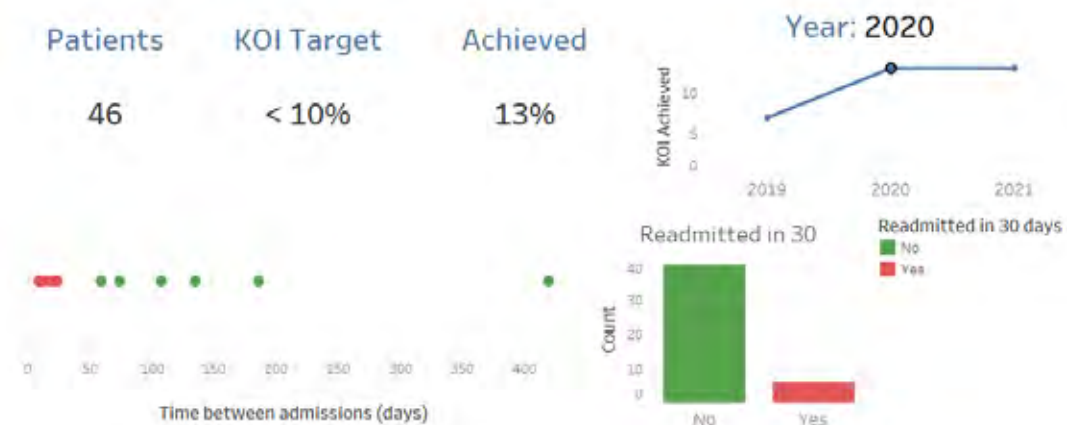 Patients KOI Target Achieved
46 < 10% 13%
Year: 2020
KOI Achieved
10
5
0
2019 2020 2021
0 50 100 150 200 250 300 350 400
Time between admissions (days)
Readmitted in 30
Count
40
30
20
10
0
No Yes
Readmitted in 30 days
No
Yes